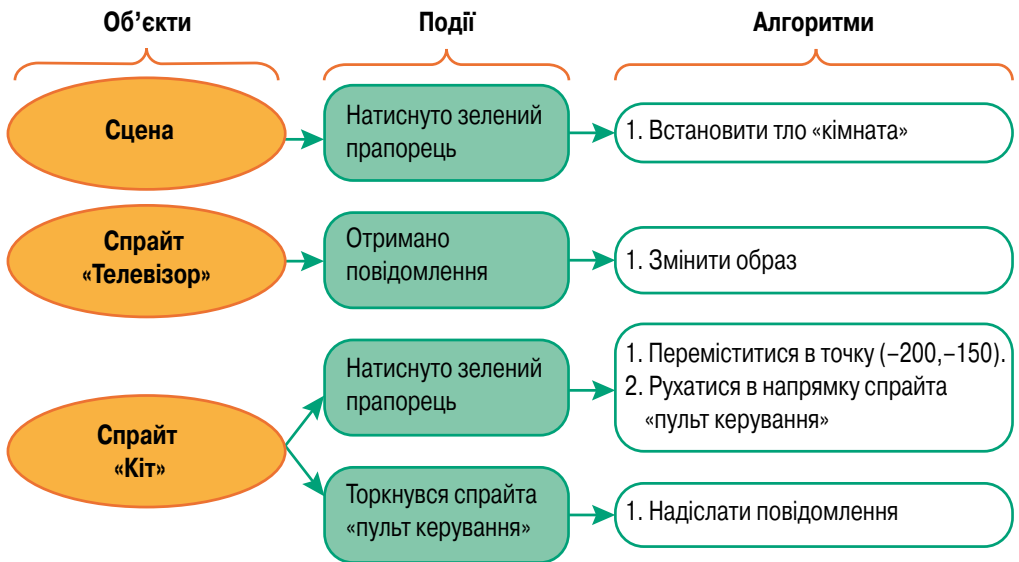 Об’єкти
Події
Алгоритми
Сцена
Натиснуто зелений
прапорець
1. Встановити тло «кімната»
Спрайт
«Телевізор»
Отримано
повідомлення
1. Змінити образ
Спрайт
«Кіт»
Натиснуто зелений
прапорець
1. Переміститися в точку (−200,−150).
2. Рухатися в напрямку спрайта
«пульт керування»
Торкнувся спрайта
«пульт керування»
1. Надіслати повідомлення